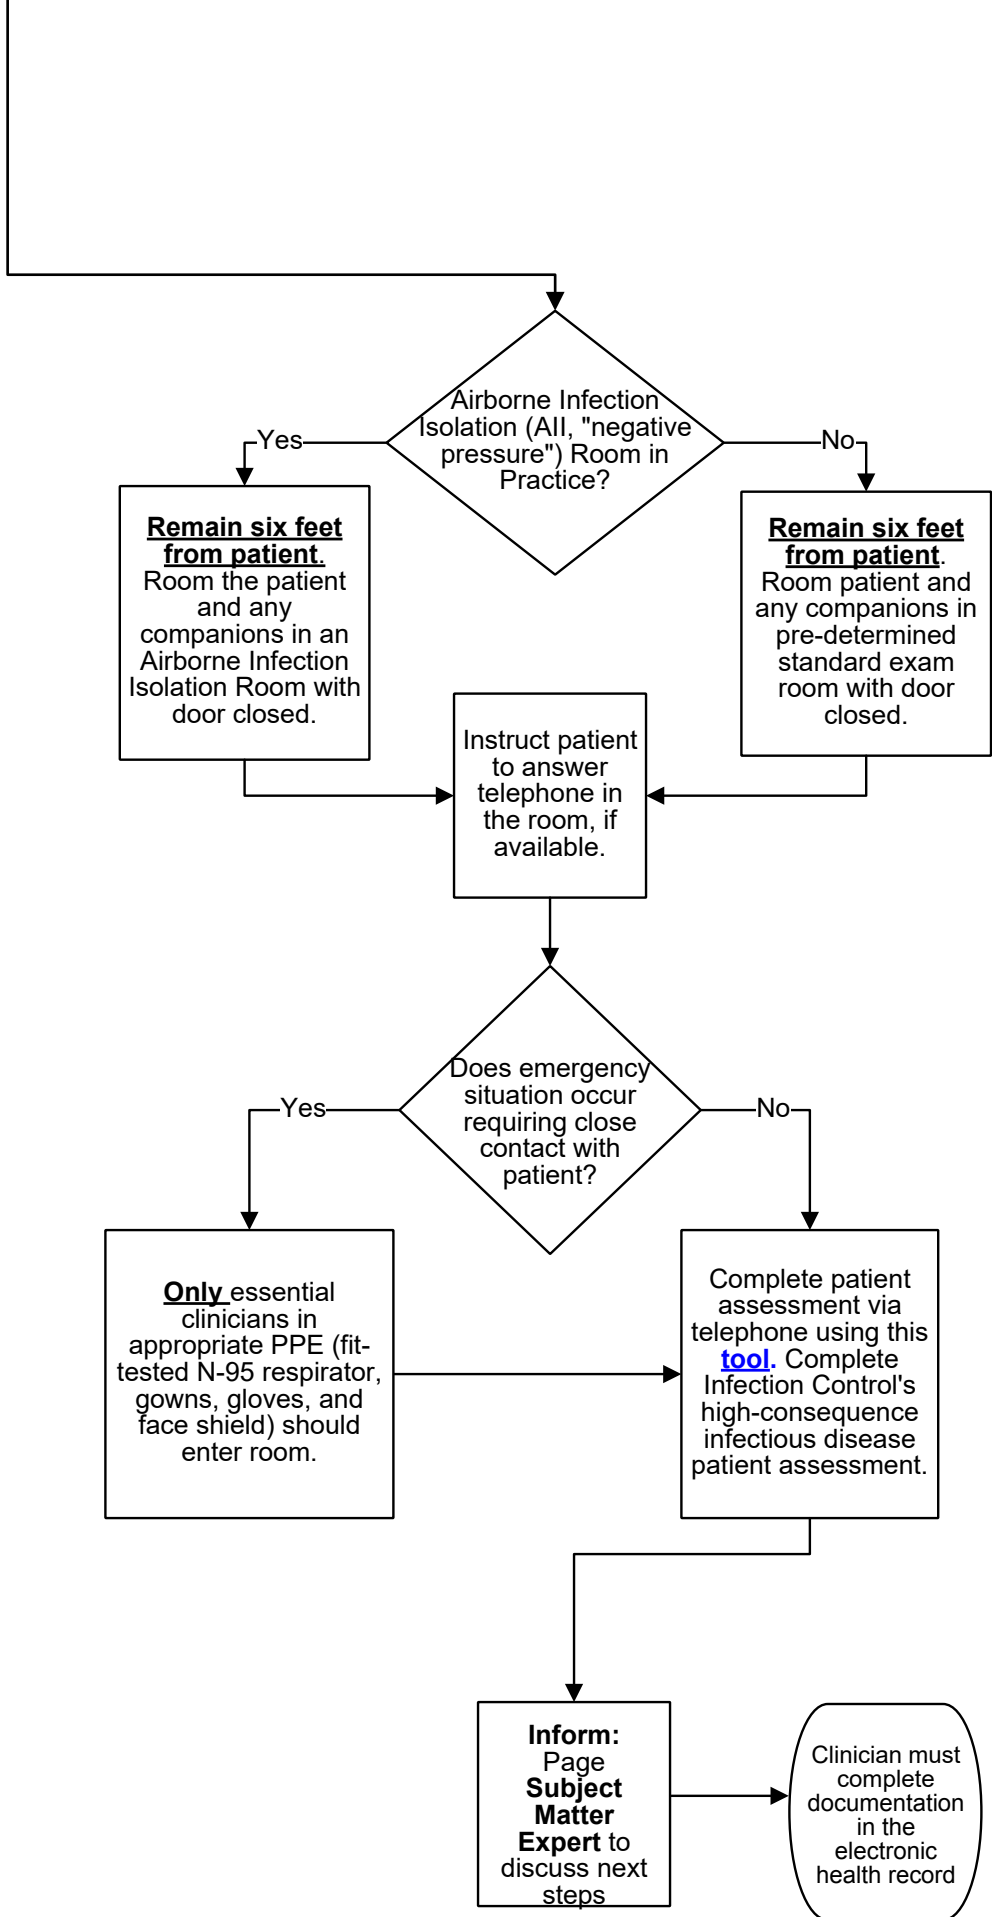 Airborne Infection
Isolation (AII, "negative
pressure") Room in
Practice?
Yes
No
Remain six feet
from patient.
Room the patient
and any
companions in an
Airborne Infection
Isolation Room with
door closed.
Remain six feet
from patient.
Room patient and
any companions in
pre-determined
standard exam
room with door
closed.
Instruct patient
to answer
telephone in
the room, if
available.
Does emergency
situation occur
requiring close
contact with
patient?
Yes
No
Only essential
clinicians in
appropriate PPE (fit-
tested N-95 respirator,
gowns, gloves, and
face shield) should
enter room.
Complete patient
assessment via
telephone using this
tool. Complete
Infection Control's
high-consequence
infectious disease
patient assessment.
Inform:
Page
Subject
Matter
Expert to
discuss next
steps
Clinician must
complete
documentation
in the
electronic
health record